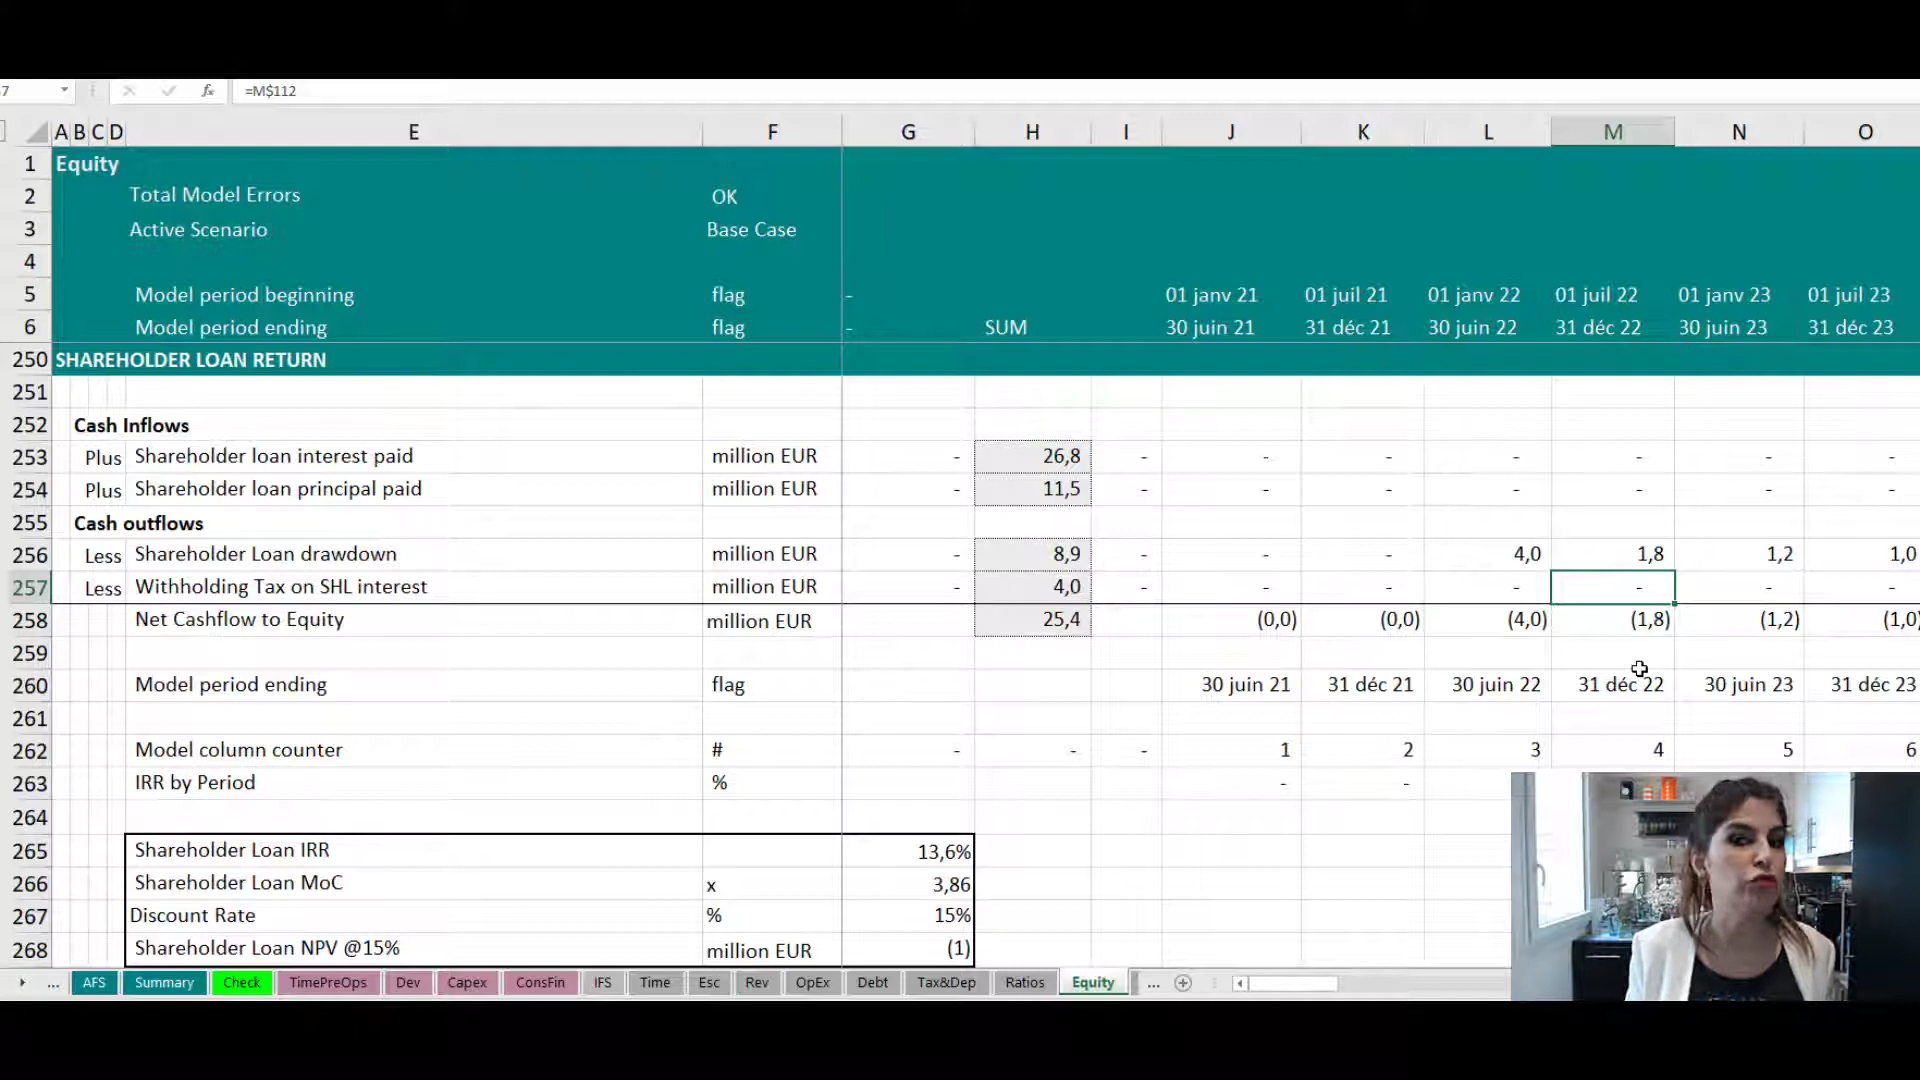 7 fx =M$112
A B C D E F G H I J K L M N O
1 Equity
2 Total Model Errors OK
3 Active Scenario Base Case
4
5 Model period beginning flag - 01 janv 21 01 juil 21 01 janv 22 01 juil 22 01 janv 23 01 juil 23
6 Model period ending flag - SUM 30 juin 21 31 déc 21 30 juin 22 31 déc 22 30 juin 23 31 déc 23
250 SHAREHOLDER LOAN RETURN
251
252 Cash Inflows
253 Plus Shareholder loan interest paid million EUR - 26,8 - - - - - - -
254 Plus Shareholder loan principal paid million EUR - 11,5 - - - - - - -
255 Cash outflows
256 Less Shareholder Loan drawdown million EUR - 8,9 - - - 4,0 1,8 1,2 1,0
257 Less Withholding Tax on SHL interest million EUR - 4,0 - - - - - - -
258 Net Cashflow to Equity million EUR 25,4 (0,0) (0,0) (4,0) (1,8) (1,2) (1,0)
259
260 Model period ending flag 30 juin 21 31 déc 21 30 juin 22 31 déc 22 30 juin 23 31 déc 23
261
262 Model column counter # - - - 1 2 3 4 5 6
263 IRR by Period % - -
264
265 Shareholder Loan IRR 13,6%
266 Shareholder Loan MoC x 3,86
267 Discount Rate % 15%
268 Shareholder Loan NPV @15% million EUR (1)
... AFS Summary Check TimePreOps Dev Capex ConsFin IFS Time Esc Rev OpEx Debt Tax&Dep Ratios Equity ...